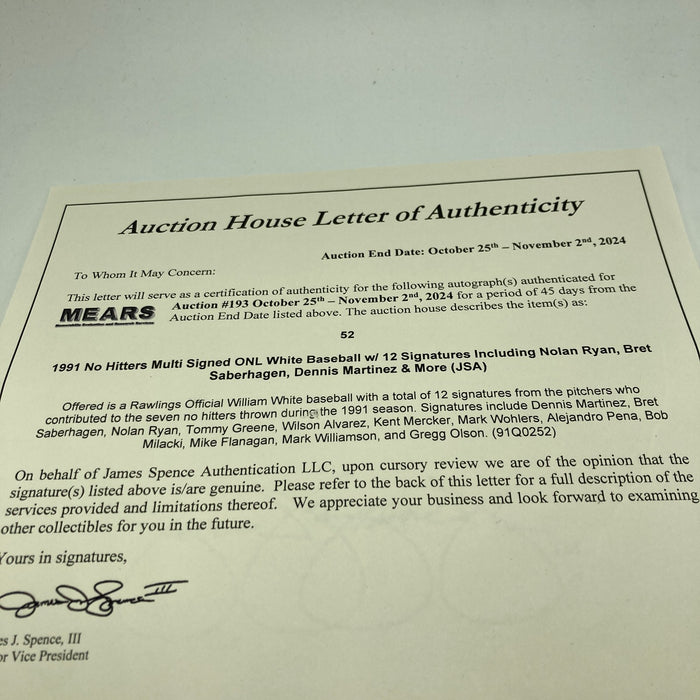 Auction House Letter of Authenticity
Auction End Date: October 25th – November 2nd, 2024
To Whom It May Concern:
This letter will serve as a certification of authenticity for the following autograph(s) authenticated for
MEARS Auction #193 October 25th – November 2nd, 2024 for a period of 45 days from the
Auction End Date listed above. The auction house describes the item(s) as:
52
1991 No Hitters Multi Signed ONL White Baseball w/ 12 Signatures Including Nolan Ryan, Bret
Saberhagen, Dennis Martinez & More (JSA)
Offered is a Rawlings Official William White baseball with a total of 12 signatures from the pitchers who
contributed to the seven no hitters thrown during the 1991 season. Signatures include Dennis Martinez, Bret
Saberhagen, Nolan Ryan, Tommy Greene, Wilson Alvarez, Kent Mercker, Mark Wohlers, Alejandro Pena, Bob
Milacki, Mike Flanagan, Mark Williamson, and Gregg Olson. (91Q0252)
On behalf of James Spence Authentication LLC, upon cursory review we are of the opinion that the
signature(s) listed above is/are genuine. Please refer to the back of this letter for a full description of the
services provided and limitations thereof. We appreciate your business and look forward to examining
other collectibles for you in the future.
Yours in signatures,
James J. Spence III
es J. Spence, III
or Vice President